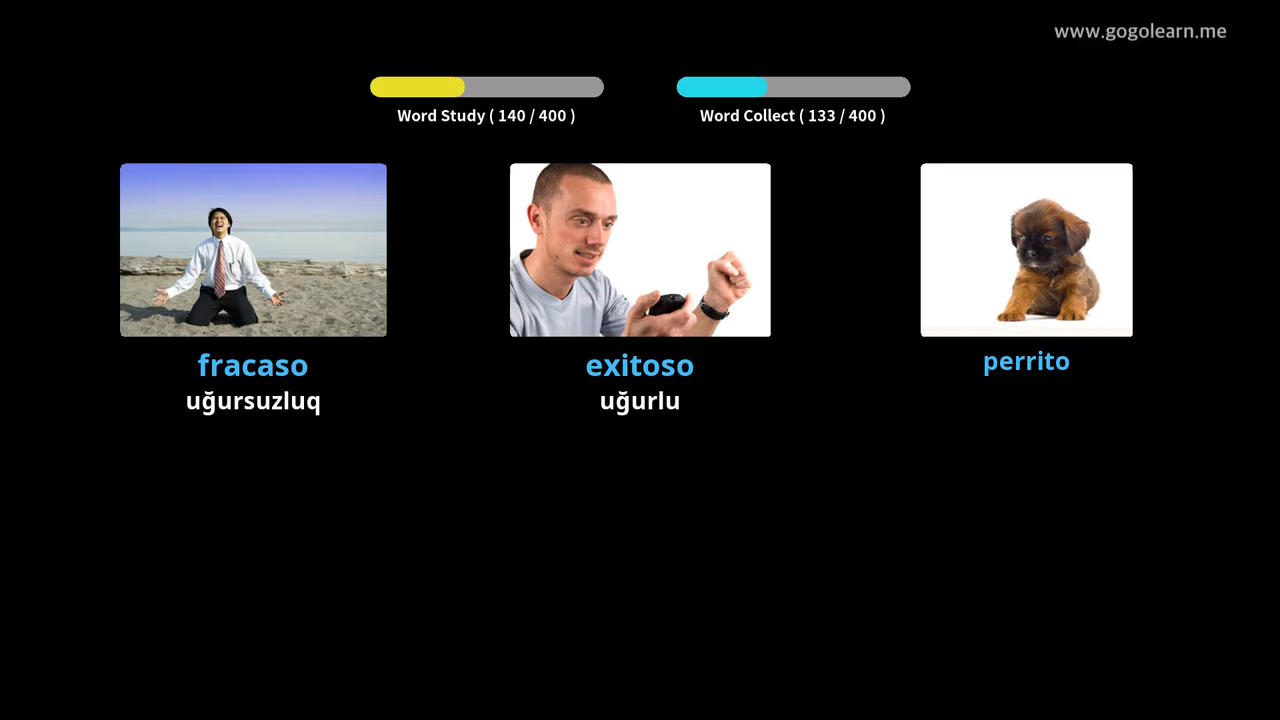 www.gogolearn.me
Word Study ( 140 / 400 )
Word Collect ( 133 / 400 )
fracaso
uğursuzluq
exitoso
uğurlu
perrito